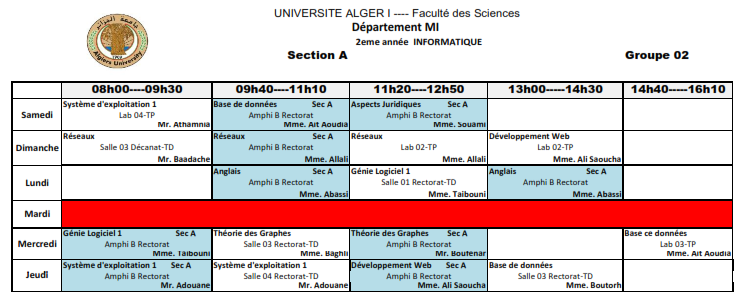 UNIVERSITE ALGER I ---- Faculté des Sciences
Département MI
2eme année INFORMATIQUE
Section A Groupe 02
جامعة الجزائر
1909
Algiers University
08h00----09h30 09h40----11h10 11h20----12h50 13h00-----14h30 14h40-----16h10
Samedi
Système d'exploitation 1
Lab 04-TP
Mr. Athamnia
Base de données Sec A
Amphi B Rectorat
Mme. Ait Aoudia
Aspects Juridiques Sec A
Amphi B Rectorat
Mme. Souami
Dimanche
Réseaux
Salle 03 Décanat-TD
Mr. Baadache
Réseaux Sec A
Amphi B Rectorat
Mme. Allali
Réseaux
Lab 02-TP
Mme. Allali
Développement Web
Lab 02-TP
Mme. Ali Saoucha
Lundi
Anglais Sec A
Amphi B Rectorat
Mme. Abassi
Génie Logiciel 1
Salle 01 Rectorat-TD
Mme. Taibouni
Anglais Sec A
Amphi B Rectorat
Mme. Abassi
Mardi
Mercredi
Génie Logiciel 1 Sec A
Amphi B Rectorat
Mme. Taibouni
Théorie des Graphes
Salle 03 Rectorat-TD
Mme. Baghli
Théorie des Graphes Sec A
Amphi B Rectorat
Mr. Boutenar
Base ce données
Lab 03-TP
Mme. Ait Aoudia
Jeudi
Système d'exploitation 1 Sec A
Amphi B Rectorat
Mr. Adouane
Système d'exploitation 1
Salle 04 Rectorat-TD
Mr. Adouane
Développement Web Sec A
Amphi B Rectorat
Mme. Ali Saoucha
Base de données
Salle 03 Rectorat-TD
Mme. Boutorh